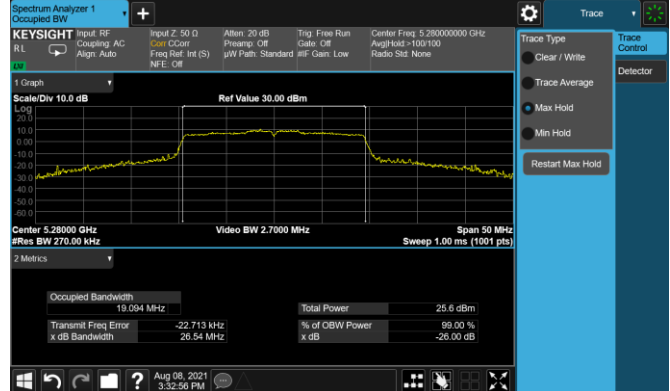 Spectrum Analyzer 1
Occupied BW
Trace
KEYSIGHT
Input: RF
Coupling: AC
Align: Auto
Input Z: 50 Ω
Corr CCorr
Freq Ref: Int (S)
NFE: Off
Atten: 20 dB
Preamp: Off
µW Path: Standard
Trig: Free Run
Gate: Off
#IF Gain: Low
Center Freq: 5.280000000 GHz
Avg|Hold:>100/100
Radio Std: None
RL
Trace Type
Clear / Write
Trace Average
Max Hold
Min Hold
Restart Max Hold
Trace
Control
Detector
1 Graph
Scale/Div 10.0 dB
Ref Value 30.00 dBm
Log
20.0
10.0
0.00
-10.0
-20.0
-30.0
-40.0
-50.0
-60.0
Center 5.28000 GHz
Video BW 2.7000 MHz
Span 50 MHz
#Res BW 270.00 kHz
Sweep 1.00 ms (1001 pts)
2 Metrics
Occupied Bandwidth
19.094 MHz
Total Power 25.6 dBm
Transmit Freq Error -22.713 kHz
% of OBW Power 99.00 %
x dB Bandwidth 26.54 MHz
x dB -26.00 dB
Aug 08, 2021
3:32:56 PM